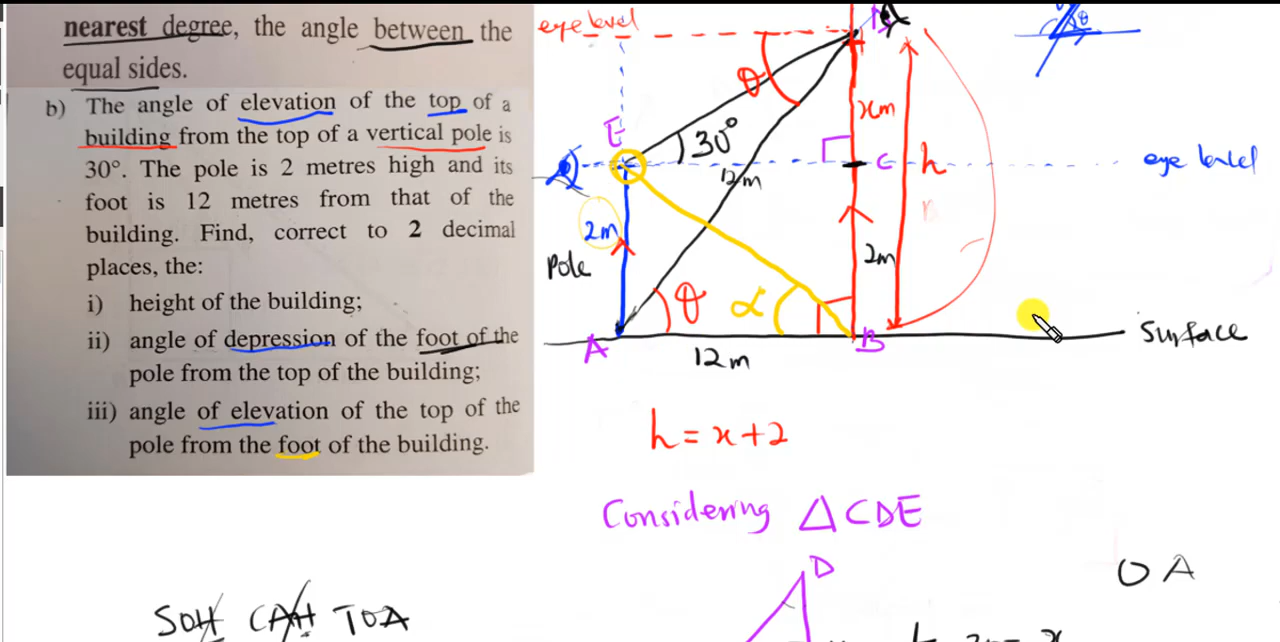 nearest degree, the angle between the
equal sides.
b) The angle of elevation of the top of a
building from the top of a vertical pole is
30°. The pole is 2 metres high and its
foot is 12 metres from that of the
building. Find, correct to 2 decimal
places, the:
i) height of the building;
ii) angle of depression of the foot of the
pole from the top of the building;
iii) angle of elevation of the top of the
pole from the foot of the building.
eye level
θ
D
θ
xm
E
30°
12m
C
h
eye level
2m
Pole
2m
θ
α
A
12m
B
Surface
h = x+2
Considering △CDE
D
O A
SOH CAH TOA